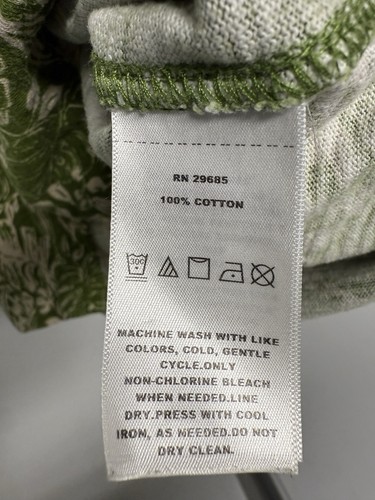 RN 29685
100% COTTON
30C
MACHINE WASH WITH LIKE
COLORS, COLD, GENTLE
CYCLE.ONLY
NON-CHLORINE BLEACH
WHEN NEEDED.LINE
DRY.PRESS WITH COOL
IRON, AS NEEDED.DO NOT
DRY CLEAN.